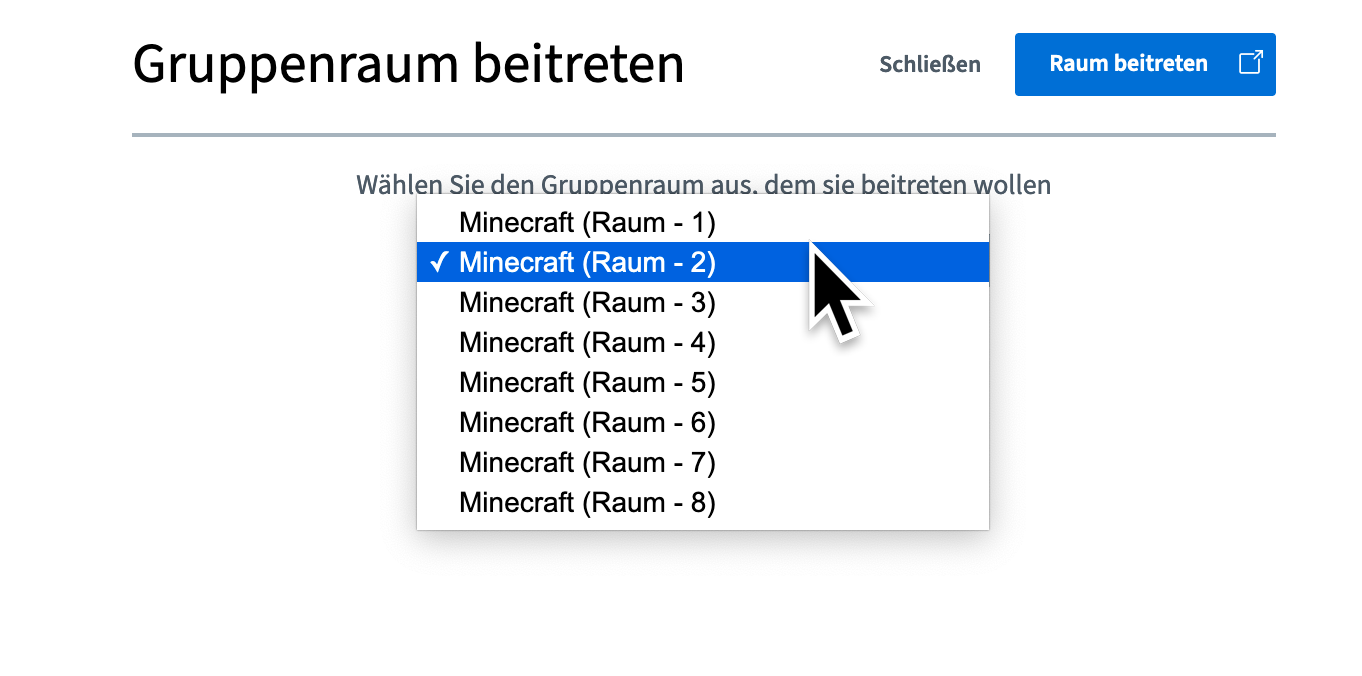 Gruppenraum beitreten
Schließen
Raum beitreten
Wählen Sie den Gruppenraum aus, dem sie beitreten wollen
Minecraft (Raum - 1)
✓ Minecraft (Raum - 2)
Minecraft (Raum - 3)
Minecraft (Raum - 4)
Minecraft (Raum - 5)
Minecraft (Raum - 6)
Minecraft (Raum - 7)
Minecraft (Raum - 8)